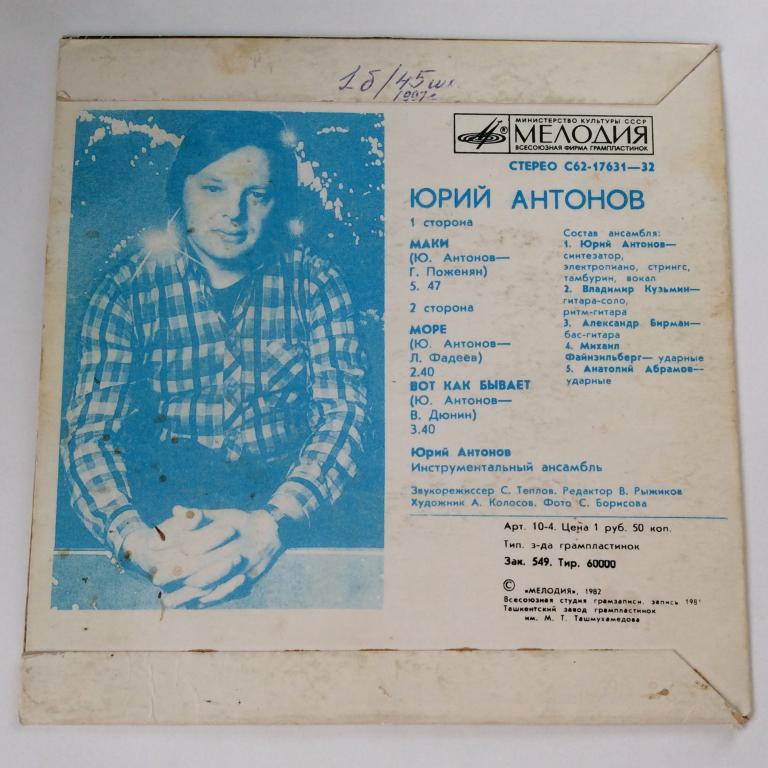 1б/45шт
1987г
МИНИСТЕРСТВО КУЛЬТУРЫ СССР
МЕЛОДИЯ
ВСЕСОЮЗНАЯ ФИРМА ГРАМПЛАСТИНОК
СТЕРЕО С62-17631—32
ЮРИЙ АНТОНОВ
1 сторона
МАКИ
(Ю. Антонов—
Г. Поженян)
5. 47
2 сторона
МОРЕ
(Ю. Антонов—
Л. Фадеев)
2.40
ВОТ КАК БЫВАЕТ
(Ю. Антонов—
В. Дюнин)
3.40
Состав ансамбля:
1. Юрий Антонов—
синтезатор,
электропиано, стрингс,
тамбурин, вокал
2. Владимир Кузьмин—
гитара-соло,
ритм-гитара
3. Александр Бирман—
бас-гитара
4. Михаил
Файнзильберг— ударные
5. Анатолий Абрамов—
ударные
Юрий Антонов
Инструментальный ансамбль
Звукорежиссер С. Теплов. Редактор В. Рыжиков
Художник А. Колосов. Фото С. Борисова
Арт. 10-4. Цена 1 руб. 50 коп.
Тип. з-да грампластинок
Зак. 549. Тир. 60000
© «МЕЛОДИЯ», 1982
Всесоюзная студия грамзаписи. запись 1981
Ташкентский завод грампластинок
им. М. Т. Ташмухамедова